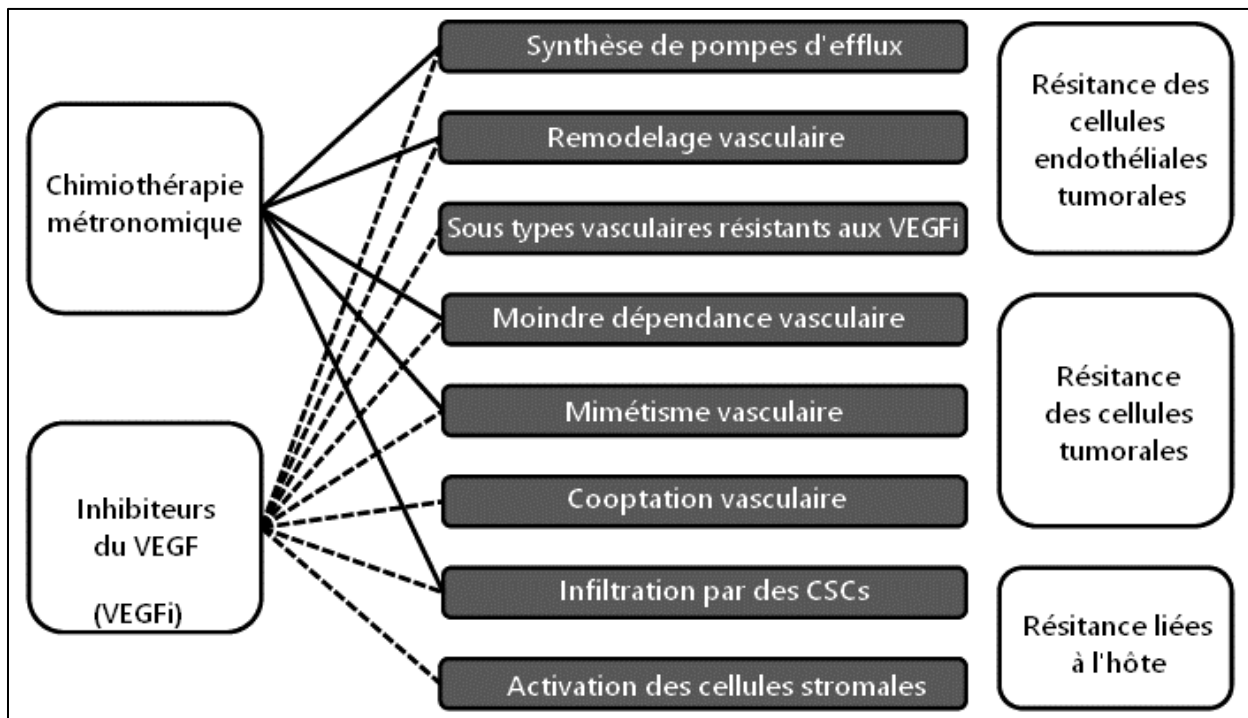 Chimiothérapie
métronomique
Inhibiteurs
du VEGF
(VEGFi)
Synthèse de pompes d'efflux
Remodelage vasculaire
Sous types vasculaires résistants aux VEGFi
Moindre dépendance vasculaire
Mimétisme vasculaire
Cooptation vasculaire
Infiltration par des CSCs
Activation des cellules stromales
Résitance des
cellules
endothéliales
tumorales
Résitance
des cellules
tumorales
Résitance liées
à l'hôte